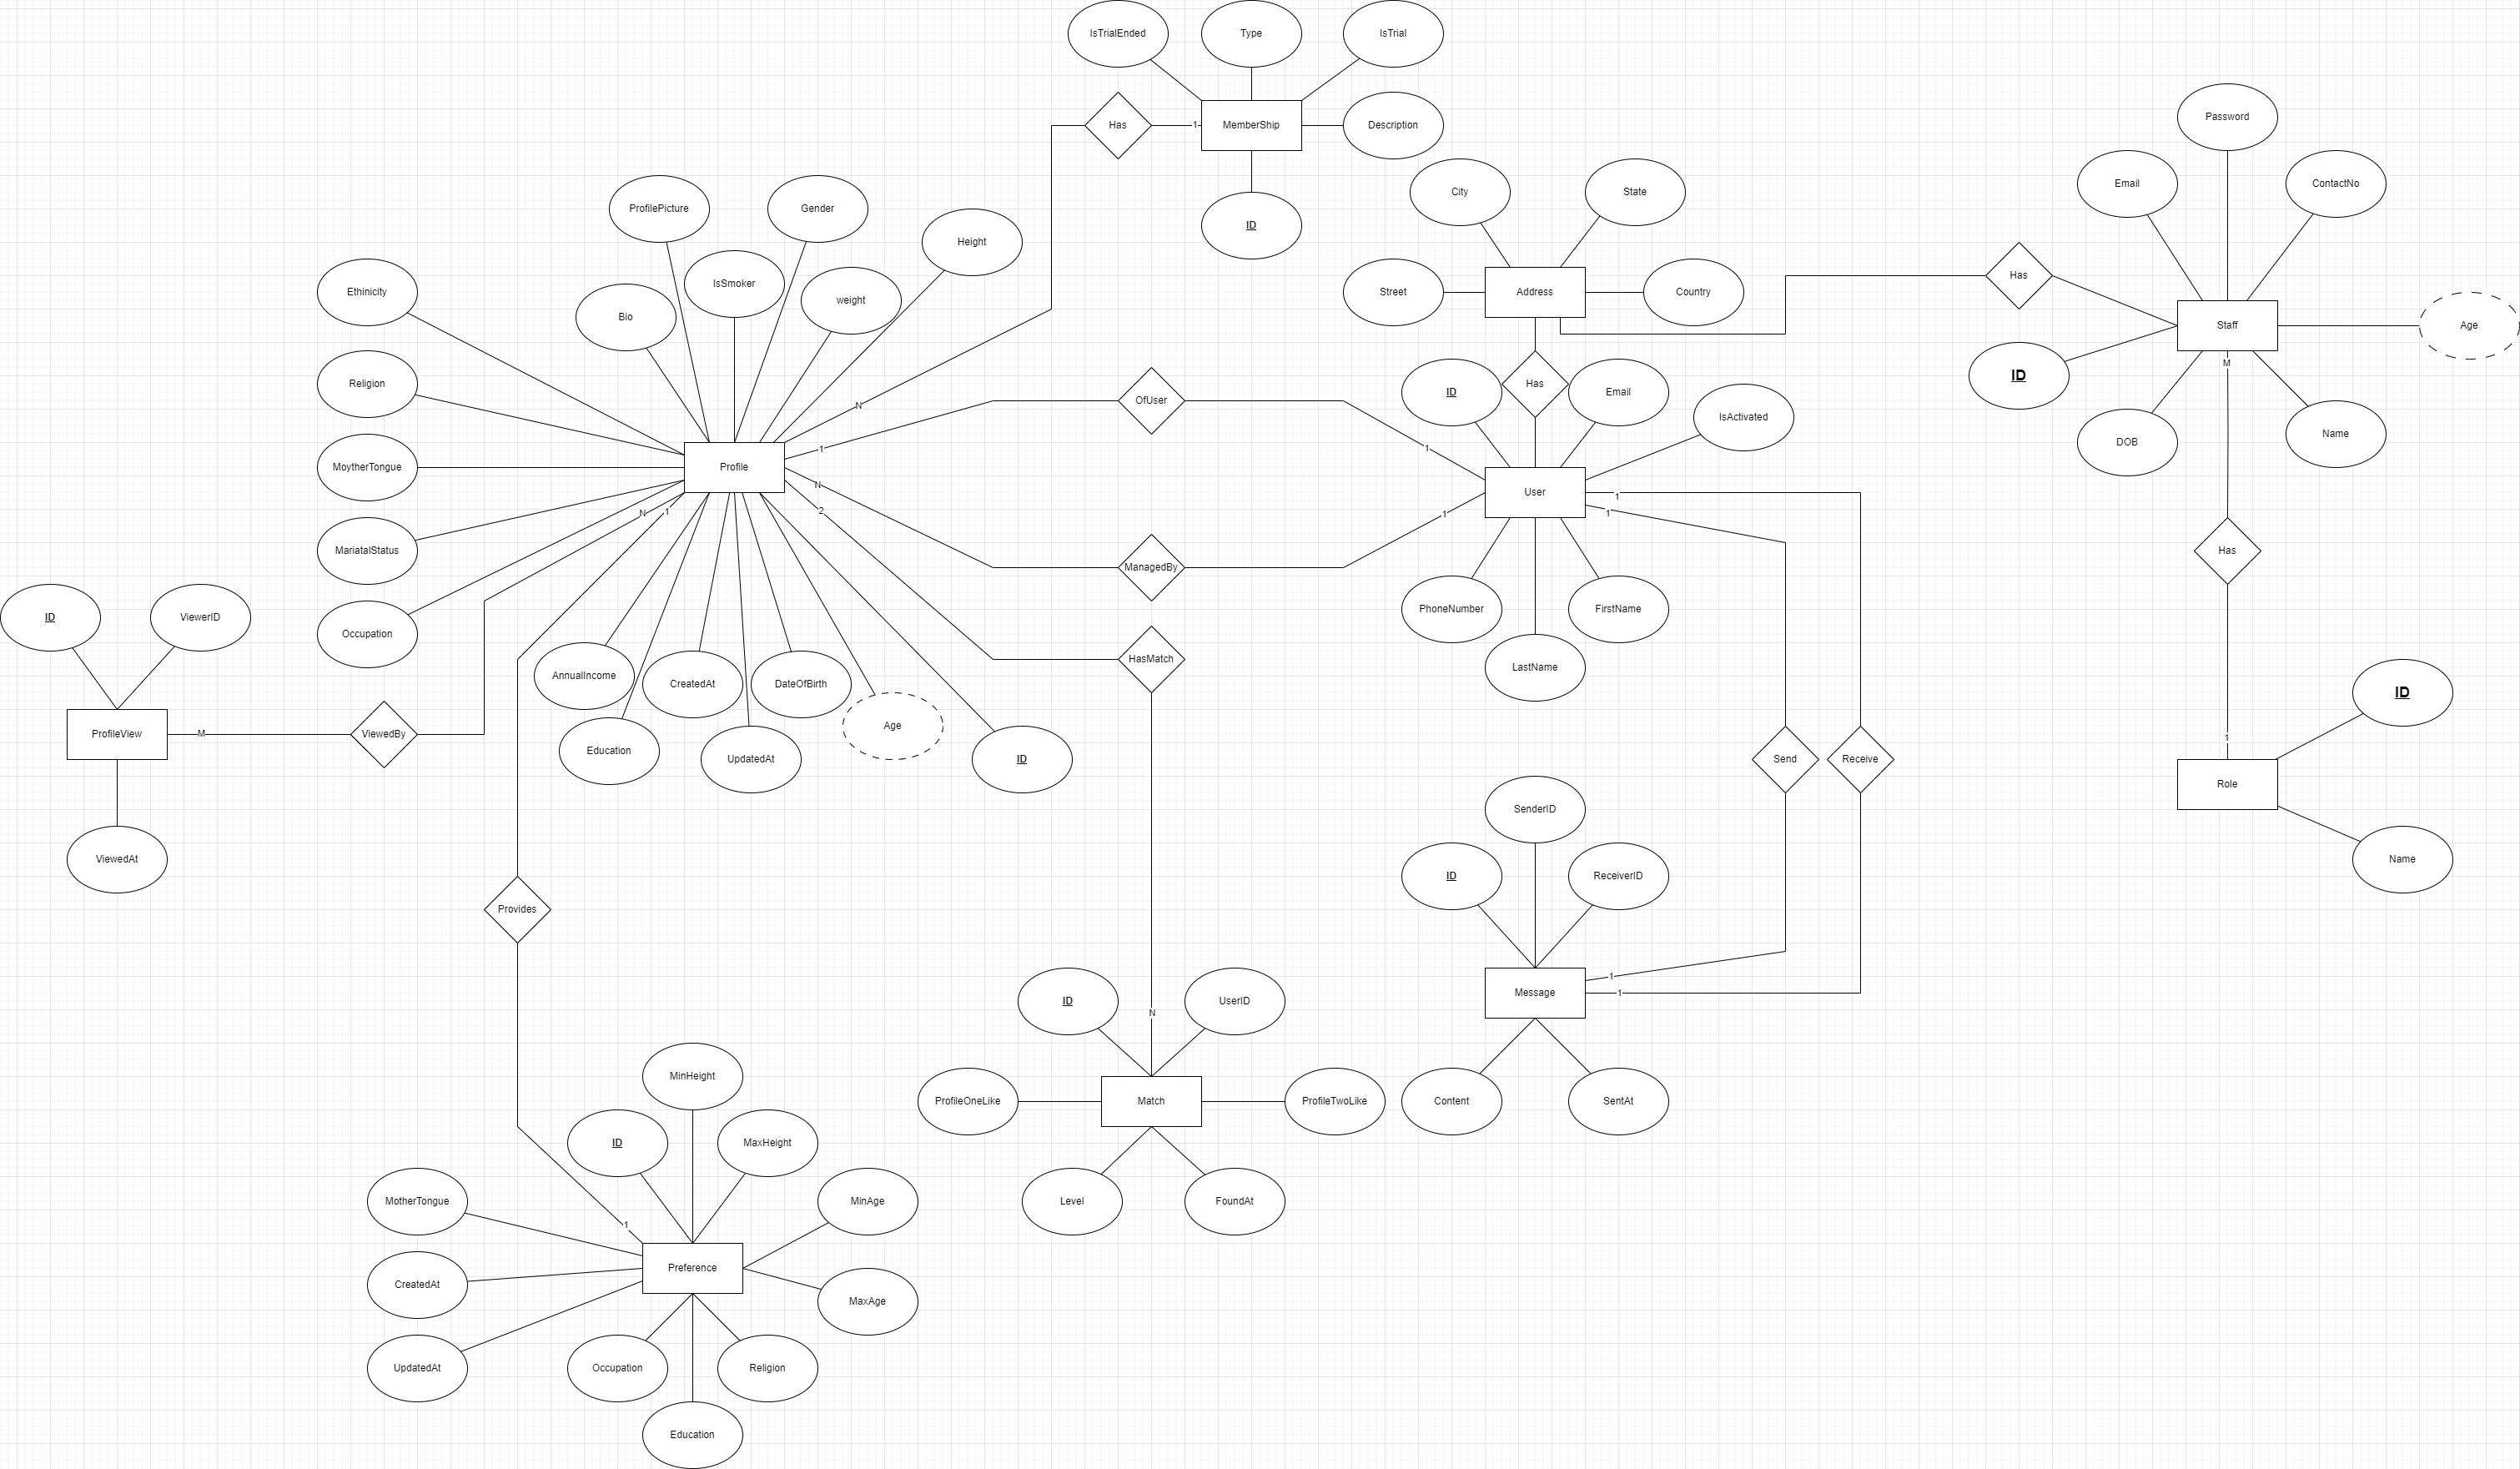 IsTrialEnded
Type
IsTrial
Has
1
MemberShip
Description
ID
Password
Email
ContactNo
City
State
ProfilePicture
Gender
Height
IsSmoker
weight
Bio
Ethinicity
Street
Address
Country
Has
Staff
Age
M
ID
DOB
Name
Religion
N
OfUser
1
1
ID
Has
Email
IsActivated
MoytherTongue
Profile
N
2
N
1
User
1
1
1
MariatalStatus
ManagedBy
Has
PhoneNumber
FirstName
LastName
ID
ViewerID
Occupation
HasMatch
AnnualIncome
CreatedAt
DateOfBirth
Age
Education
UpdatedAt
ID
ProfileView
M
ViewedBy
Send
Receive
ID
1
Role
Name
ViewedAt
SenderID
ID
ReceiverID
Provides
1
Message
1
ID
UserID
N
MinHeight
ProfileOneLike
Match
ProfileTwoLike
Content
SentAt
ID
MaxHeight
MotherTongue
MinAge
Level
FoundAt
1
CreatedAt
Preference
MaxAge
UpdatedAt
Occupation
Religion
Education